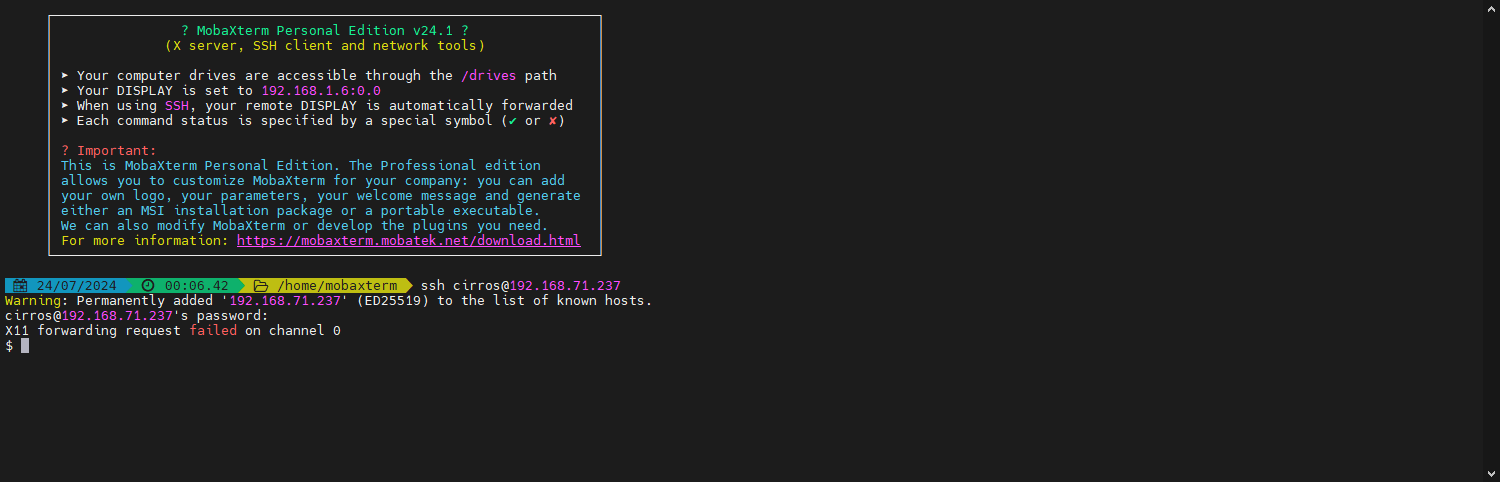 ? MobaXterm Personal Edition v24.1 ?
(X server, SSH client and network tools)
➤ Your computer drives are accessible through the /drives path
➤ Your DISPLAY is set to 192.168.1.6:0.0
➤ When using SSH, your remote DISPLAY is automatically forwarded
➤ Each command status is specified by a special symbol (✔ or ✘)
? Important:
This is MobaXterm Personal Edition. The Professional edition
allows you to customize MobaXterm for your company: you can add
your own logo, your parameters, your welcome message and generate
either an MSI installation package or a portable executable.
We can also modify MobaXterm or develop the plugins you need.
For more information: https://mobaxterm.mobatek.net/download.html
24/07/2024 00:06.42 /home/mobaxterm ssh cirros@192.168.71.237
Warning: Permanently added '192.168.71.237' (ED25519) to the list of known hosts.
cirros@192.168.71.237's password:
X11 forwarding request failed on channel 0
$